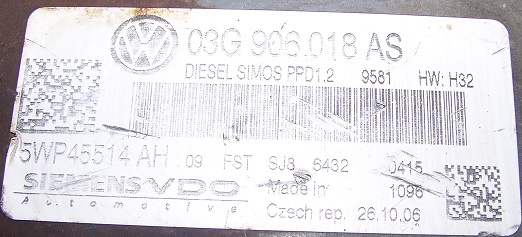 03G 906.018 AS
DIESEL SIMOS PPD1.2 9581 HW: H32
5WP45514 AH .09 FST SJ8 6432 0415
SIEMENS VDO Made in 1096
Automotive Czech rep. 26.10.06